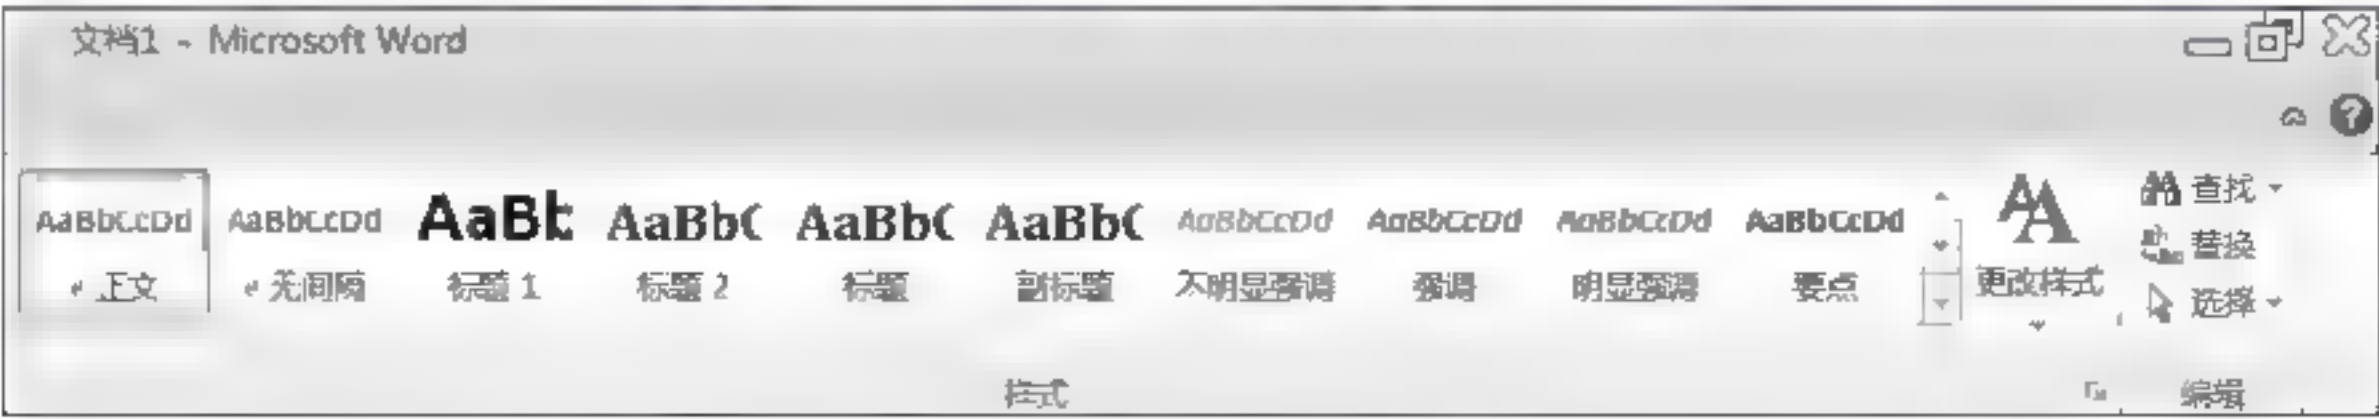 文档1 - Microsoft Word
AaBbCcDd AaBbCcDd AaBb AaBbC AaBbC AaBbC AaBbCcDd AaBbCcDd AaBbCcDd AaBbCcDd
↵ 正文 ↵ 无间隔 标题 1 标题 2 标题 副标题 不明显强调 强调 明显强调 要点
更改样式
查找
替换
选择
样式
编辑